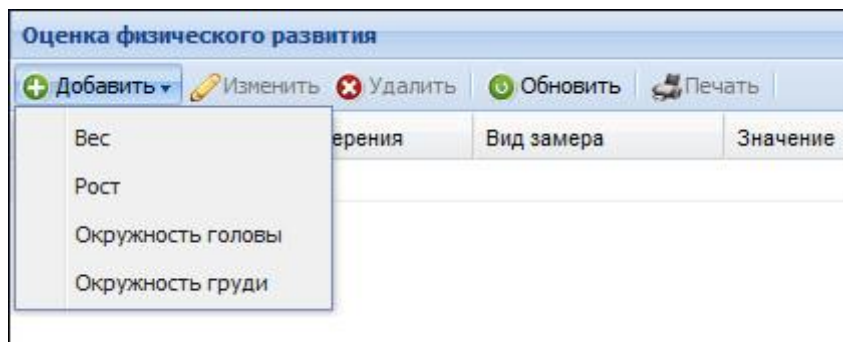 Оценка физического развития
Добавить Изменить Удалить Обновить Печать
ерения Вид замера Значение
Вес
Рост
Окружность головы
Окружность груди